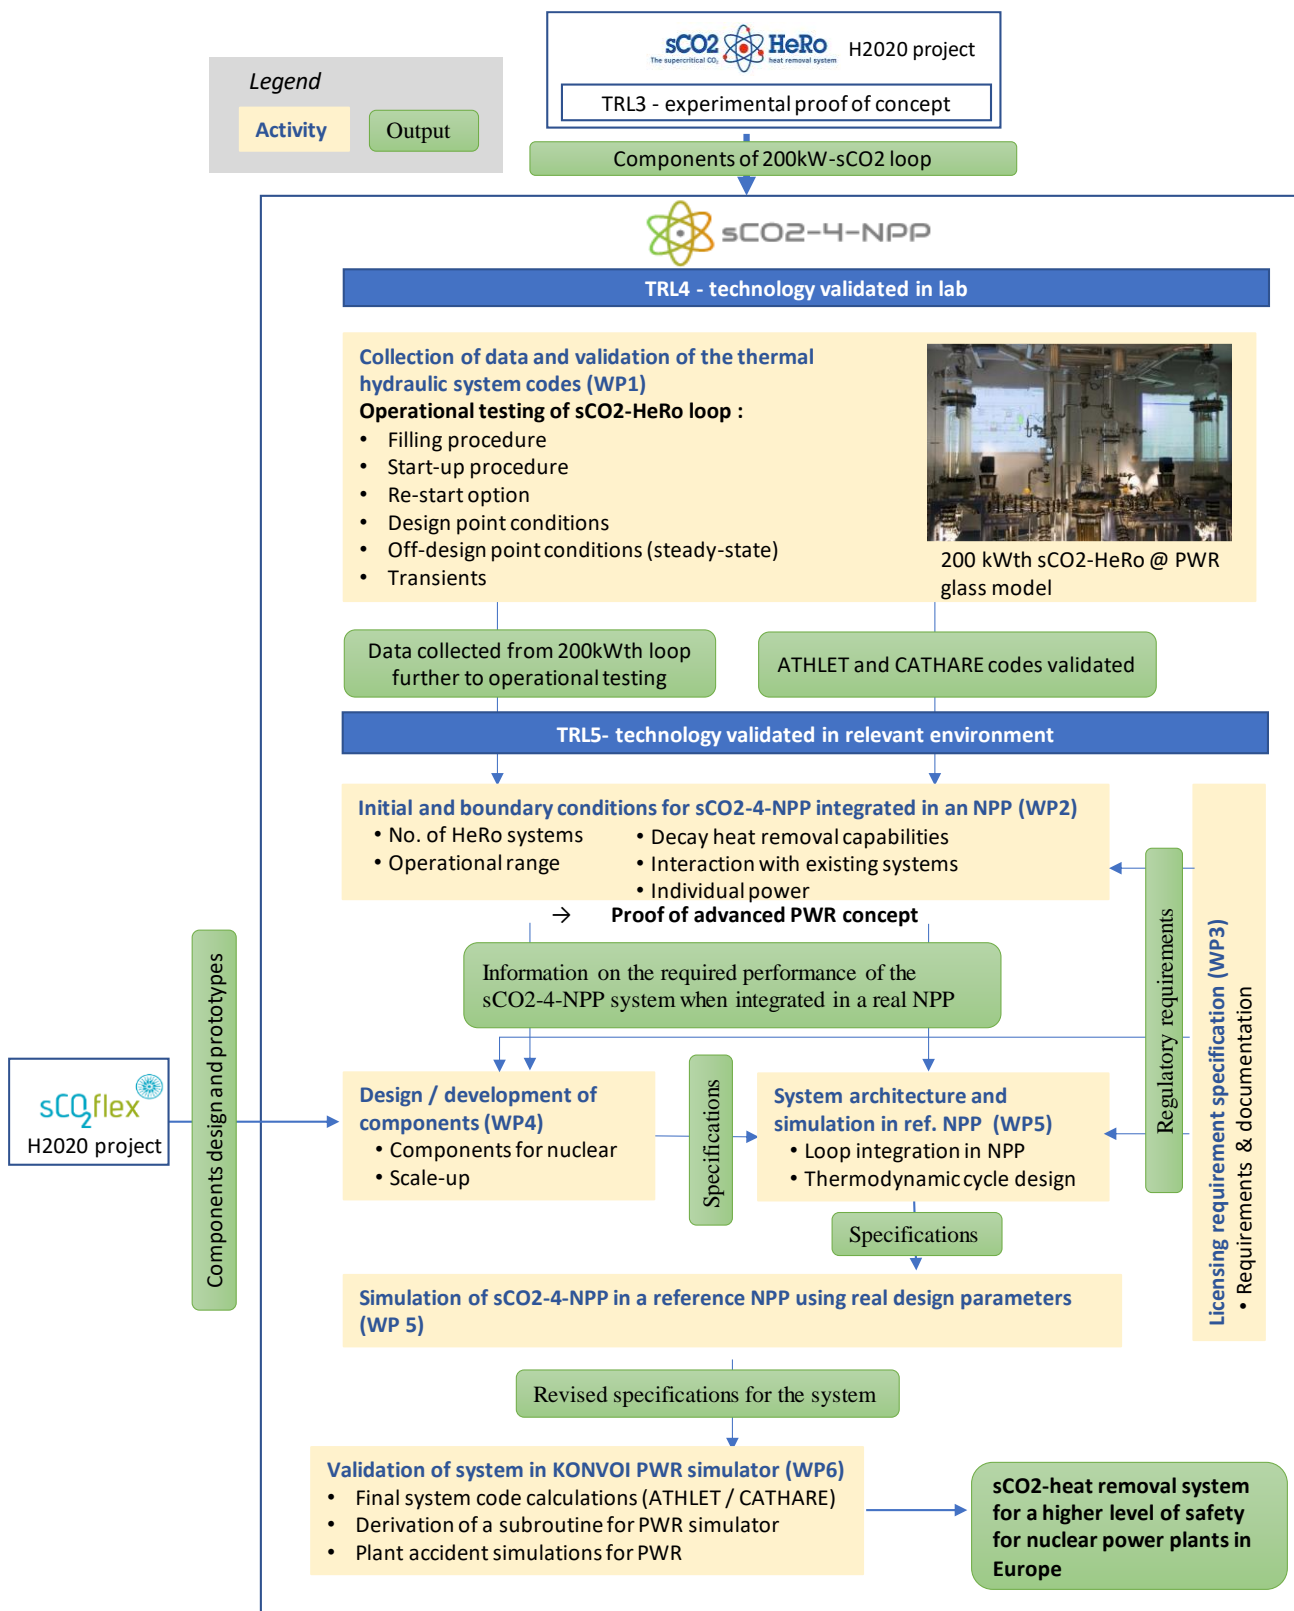 sCO2 HeRo
The supercritical CO₂ heat removal system
H2020 project
TRL3 - experimental proof of concept
Legend
Activity
Output
Components of 200kW-sCO2 loop
sCO2-4-NPP
TRL4 - technology validated in lab
Collection of data and validation of the thermal
hydraulic system codes (WP1)
Operational testing of sCO2-HeRo loop :
• Filling procedure
• Start-up procedure
• Re-start option
• Design point conditions
• Off-design point conditions (steady-state)
• Transients
200 kWth sCO2-HeRo @ PWR
glass model
Data collected from 200kWth loop
further to operational testing
ATHLET and CATHARE codes validated
TRL5- technology validated in relevant environment
Initial and boundary conditions for sCO2-4-NPP integrated in an NPP (WP2)
• No. of HeRo systems
• Operational range
• Decay heat removal capabilities
• Interaction with existing systems
• Individual power
→ Proof of advanced PWR concept
Information on the required performance of the
sCO2-4-NPP system when integrated in a real NPP
Regulatory requirements
Licensing requirement specification (WP3)
• Requirements & documentation
Components design and prototypes
sCO2flex
H2020 project
Design / development of
components (WP4)
• Components for nuclear
• Scale-up
Specifications
System architecture and
simulation in ref. NPP (WP5)
• Loop integration in NPP
• Thermodynamic cycle design
Specifications
Simulation of sCO2-4-NPP in a reference NPP using real design parameters
(WP 5)
Revised specifications for the system
Validation of system in KONVOI PWR simulator (WP6)
• Final system code calculations (ATHLET / CATHARE)
• Derivation of a subroutine for PWR simulator
• Plant accident simulations for PWR
sCO2-heat removal system
for a higher level of safety
for nuclear power plants in
Europe